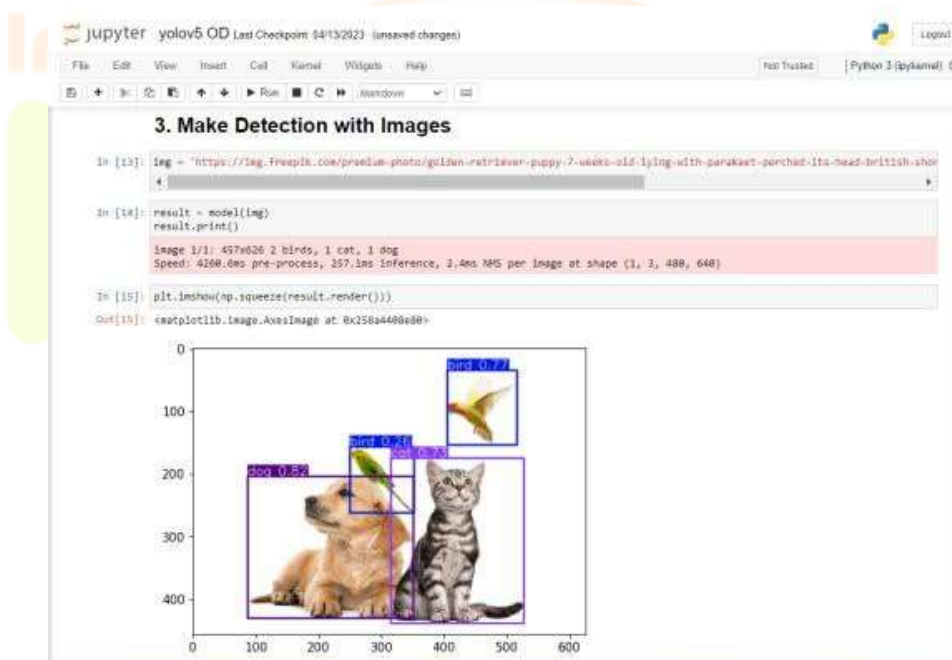 jupyter yolov5 OD Last Checkpoint: 04/13/2023 (unsaved changes)
Logout
File Edit View Insert Cell Kernel Widgets Help
Not Trusted Python 3 (ipykernel)
Run Markdown
3. Make Detection with Images
In [13]: img = 'https://img.freepik.com/premium-photo/golden-retriever-puppy-7-weeks-old-lying-with-parakeet-perched-its-head-british-shor
In [14]: result = model(img)
result.print()
image 1/1: 457x626 2 birds, 1 cat, 1 dog
Speed: 4260.6ms pre-process, 257.1ms inference, 2.4ms NMS per image at shape (1, 3, 480, 640)
In [15]: plt.imshow(np.squeeze(result.render()))
Out[15]: <matplotlib.image.AxesImage at 0x258a4408e80>
0
bird 0.77
100
bird 0.26
cat 0.73
200
dog 0.82
300
400
0 100 200 300 400 500 600